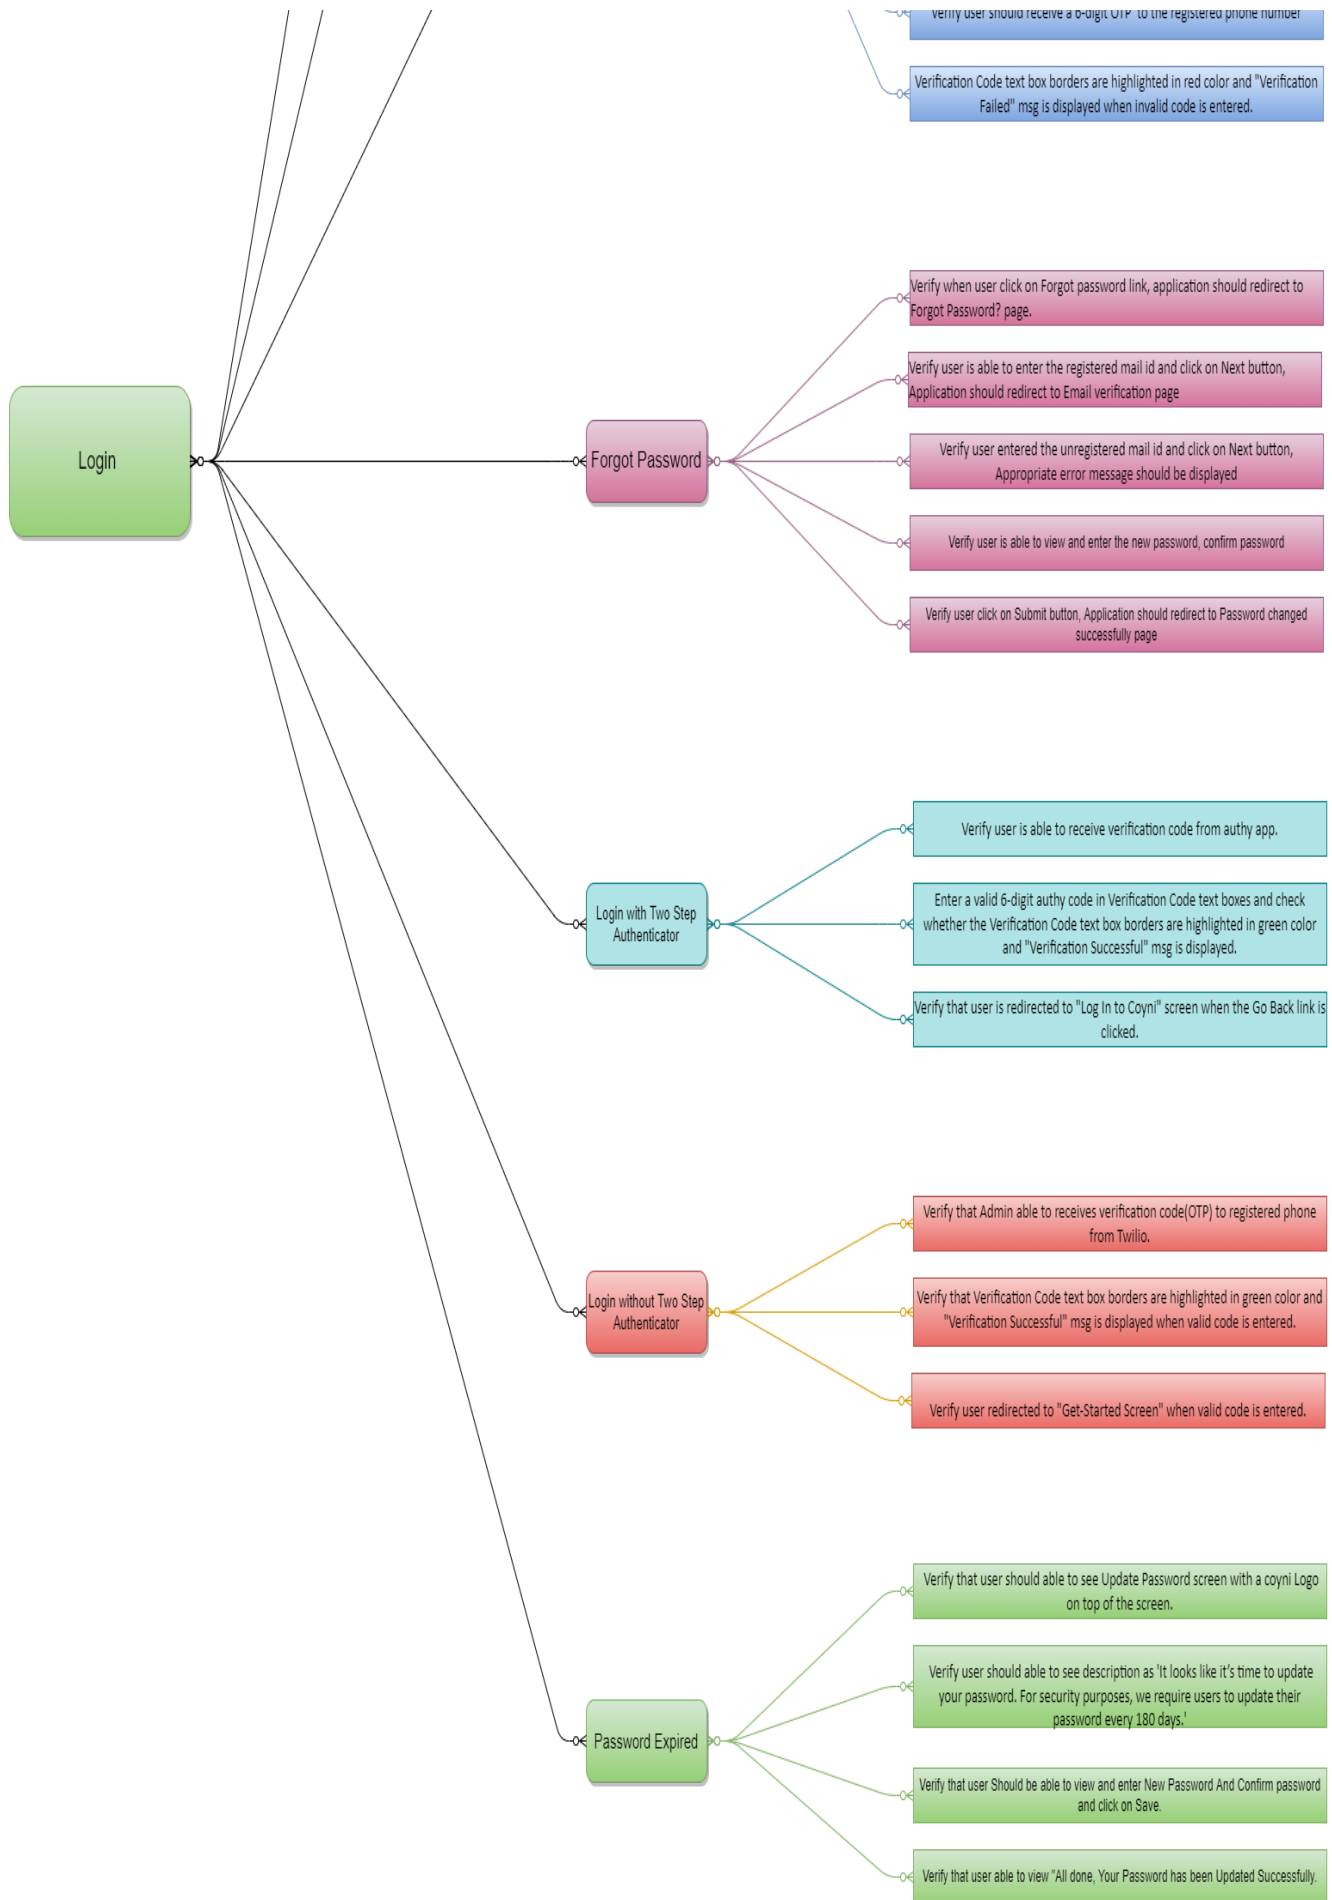 Verify user should receive a 6-digit OTP to the registered phone number
Verification Code text box borders are highlighted in red color and "Verification
Failed" msg is displayed when invalid code is entered.
Login
Forgot Password
Verify when user click on Forgot password link, application should redirect to
Forgot Password? page.
Verify user is able to enter the registered mail id and click on Next button,
Application should redirect to Email verification page
Verify user entered the unregistered mail id and click on Next button,
Appropriate error message should be displayed
Verify user is able to view and enter the new password, confirm password
Verify user click on Submit button, Application should redirect to Password changed
successfully page
Login with Two Step
Authenticator
Verify user is able to receive verification code from authy app.
Enter a valid 6-digit authy code in Verification Code text boxes and check
whether the Verification Code text box borders are highlighted in green color
and "Verification Successful" msg is displayed.
Verify that user is redirected to "Log In to Coyni" screen when the Go Back link is
clicked.
Login without Two Step
Authenticator
Verify that Admin able to receives verification code(OTP) to registered phone
from Twilio.
Verify that Verification Code text box borders are highlighted in green color and
"Verification Successful" msg is displayed when valid code is entered.
Verify user redirected to "Get-Started Screen" when valid code is entered.
Password Expired
Verify that user should able to see Update Password screen with a coyni Logo
on top of the screen.
Verify user should able to see description as 'It looks like it's time to update
your password. For security purposes, we require users to update their
password every 180 days.'
Verify that user Should be able to view and enter New Password And Confirm password
and click on Save.
Verify that user able to view "All done, Your Password has been Updated Successfully.